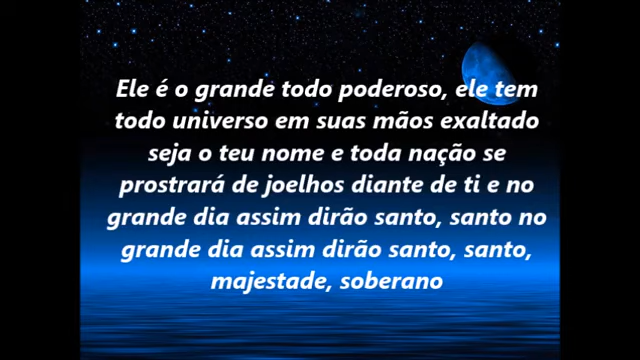 Ele é o grande todo poderoso, ele tem
todo universo em suas mãos exaltado
seja o teu nome e toda nação se
prostrará de joelhos diante de ti e no
grande dia assim dirão santo, santo no
grande dia assim dirão santo, santo,
majestade, soberano